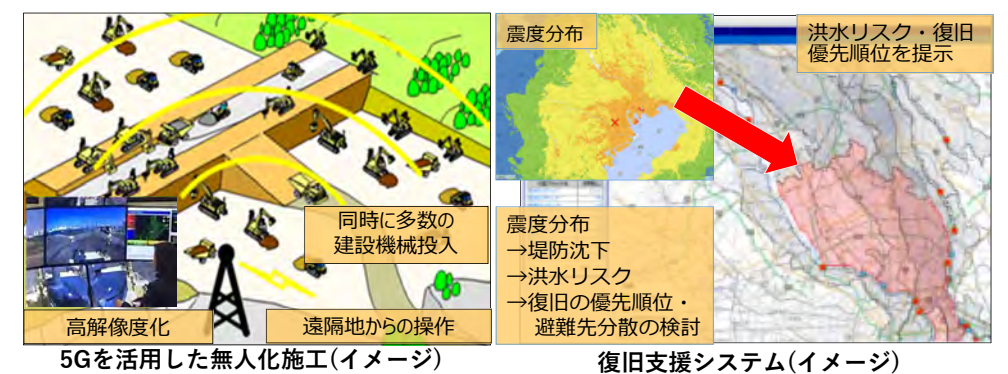 同時に多数の
建設機械投入
高解像度化
遠隔地からの操作
5Gを活用した無人化施工(イメージ)
震度分布
洪水リスク・復旧
優先順位を提示
震度分布
→堤防沈下
→洪水リスク
→復旧の優先順位・
避難先分散の検討
復旧支援システム(イメージ)